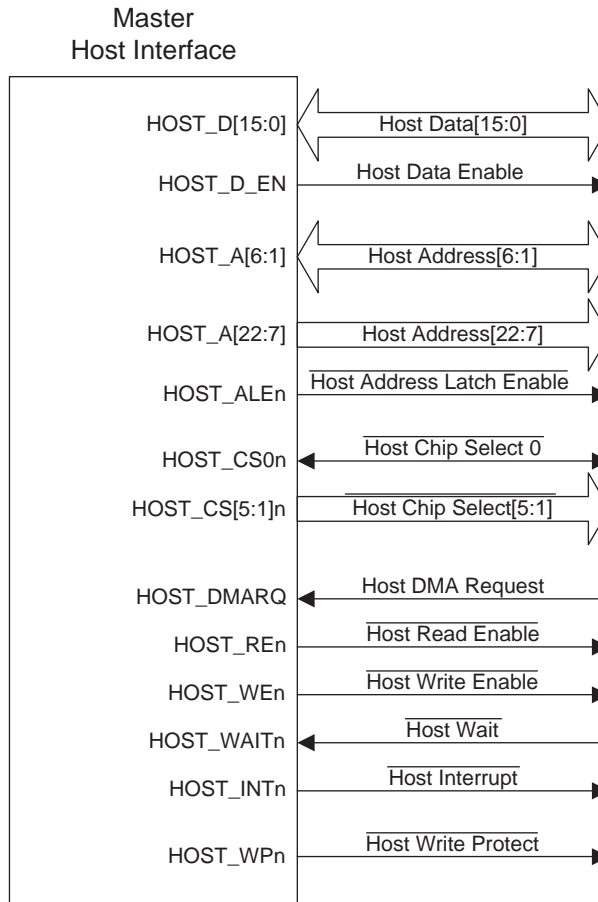 Master
Host Interface
HOST_D[15:0] Host Data[15:0]
HOST_D_EN Host Data Enable
HOST_A[6:1] Host Address[6:1]
HOST_A[22:7] Host Address[22:7]
HOST_ALEn Host Address Latch Enable
HOST_CS0n Host Chip Select 0
HOST_CS[5:1]n Host Chip Select[5:1]
HOST_DMARQ Host DMA Request
HOST_REn Host Read Enable
HOST_WEn Host Write Enable
HOST_WAITn Host Wait
HOST_INTn Host Interrupt
HOST_WPn Host Write Protect